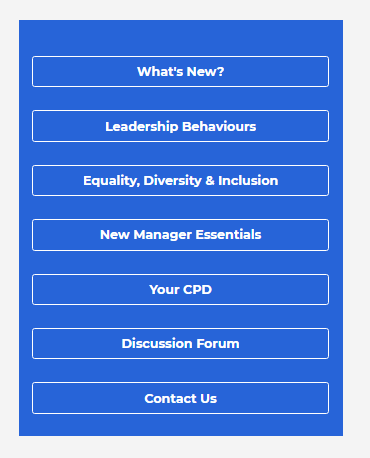 What's New?
Leadership Behaviours
Equality, Diversity & Inclusion
New Manager Essentials
Your CPD
Discussion Forum
Contact Us